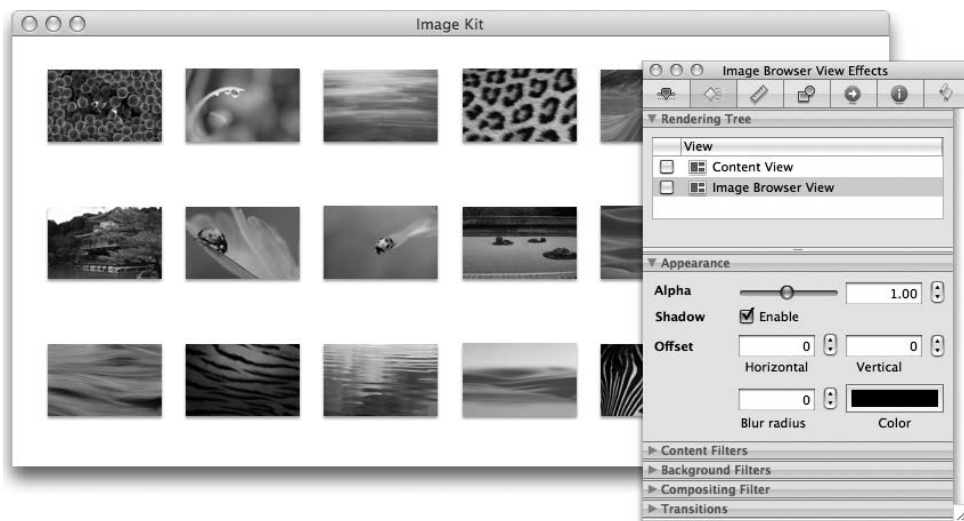 Image Kit
Image Browser View Effects
Rendering Tree
View
Content View
Image Browser View
Appearance
Alpha 1.00
Shadow Enable
Offset 0 0
Horizontal Vertical
0
Blur radius Color
Content Filters
Background Filters
Compositing Filter
Transitions